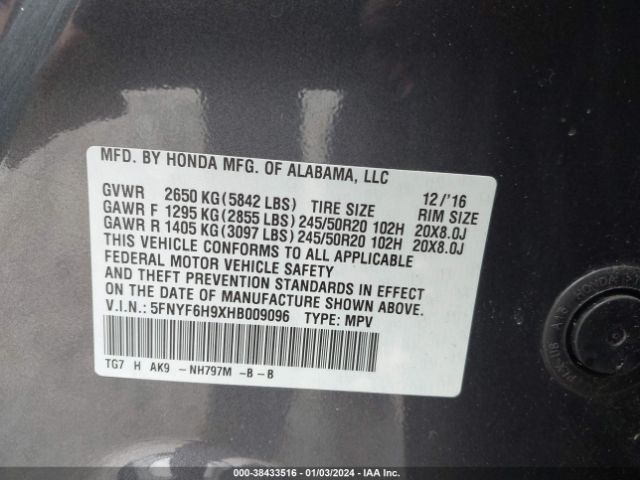 MFD. BY HONDA MFG. OF ALABAMA, LLC
GVWR 2650 KG(5842 LBS) TIRE SIZE 12/'16 RIM SIZE
GAWR F 1295 KG(2855 LBS)245/50R20 102H 20X8.0J
GAWR R 1405 KG(3097 LBS)245/50R20 102H 20X8.0J
THIS VEHICLE CONFORMS TO ALL APPLICABLE
FEDERAL MOTOR VEHICLE SAFETY
AND THEFT PREVENTION STANDARDS IN EFFECT
ON THE DATE OF MANUFACTURE SHOWN ABOVE.
V.I.N.: 5FNYF6H9XHB009096 TYPE: MPV
TG7 H AK9 -NH797M -B-B
HONDA
000-38433516 - 01/03/2024 - IAA Inc.